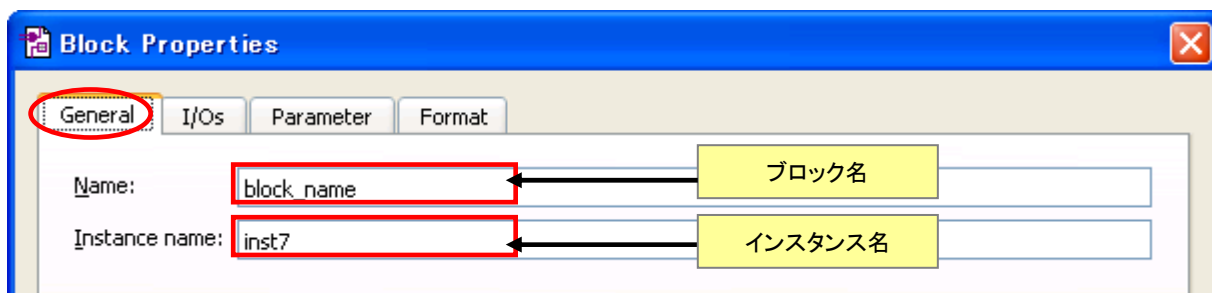 Block Properties
General I/Os Parameter Format
Name: block_name ブロック名
Instance name: inst7 インスタンス名